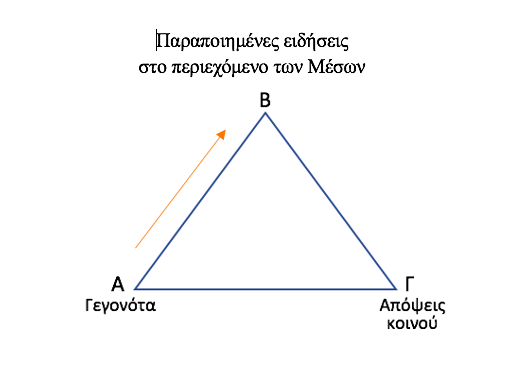 Παραποιημένες ειδήσεις
στο περιεχόμενο των Μέσων
Β
Α
Γεγονότα
Γ
Απόψεις
κοινού